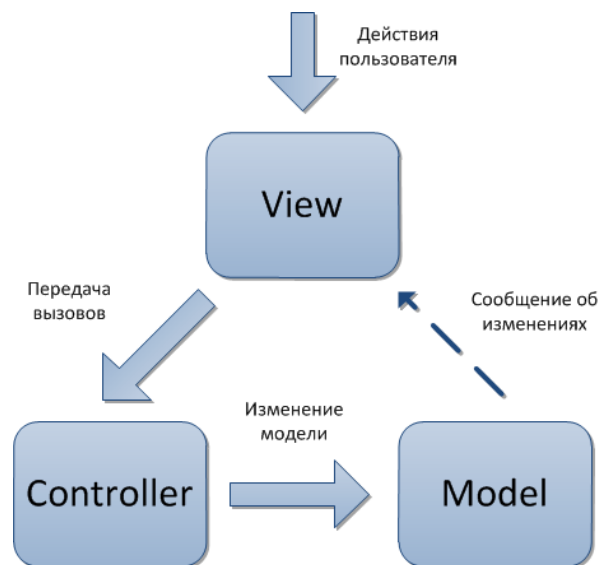 Действия
пользователя
View
Передача
вызовов
Сообщение об
изменениях
Изменение
модели
Controller
Model